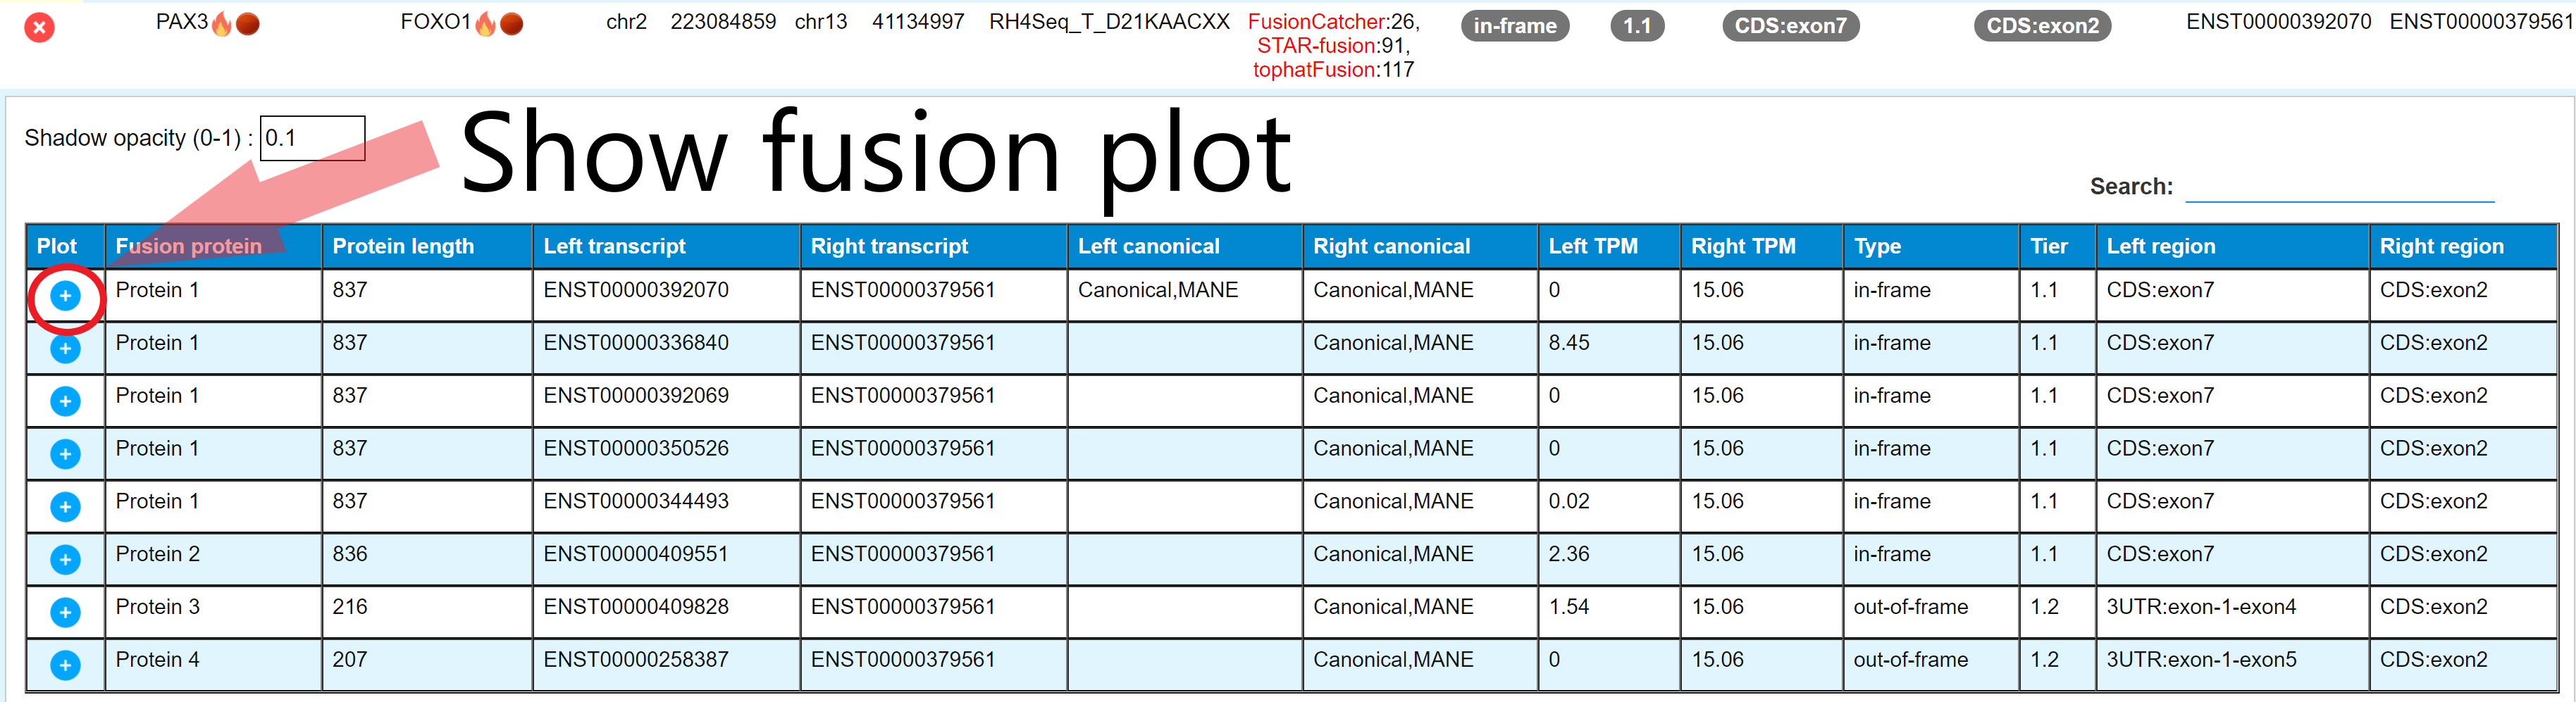 PAX3 FOXO1 chr2 223084859 chr13 41134997 RH4Seq_T_D21KAACXX FusionCatcher:26, in-frame 1.1 CDS:exon7 CDS:exon2 ENST00000392070 ENST00000379561
STAR-fusion:91,
tophatFusion:117
Shadow opacity (0-1) : 0.1
Show fusion plot
Search:
Plot Fusion protein Protein length Left transcript Right transcript Left canonical Right canonical Left TPM Right TPM Type Tier Left region Right region
Protein 1 837 ENST00000392070 ENST00000379561 Canonical,MANE Canonical,MANE 0 15.06 in-frame 1.1 CDS:exon7 CDS:exon2
Protein 1 837 ENST00000336840 ENST00000379561 Canonical,MANE 8.45 15.06 in-frame 1.1 CDS:exon7 CDS:exon2
Protein 1 837 ENST00000392069 ENST00000379561 Canonical,MANE 0 15.06 in-frame 1.1 CDS:exon7 CDS:exon2
Protein 1 837 ENST00000350526 ENST00000379561 Canonical,MANE 0 15.06 in-frame 1.1 CDS:exon7 CDS:exon2
Protein 1 837 ENST00000344493 ENST00000379561 Canonical,MANE 0.02 15.06 in-frame 1.1 CDS:exon7 CDS:exon2
Protein 2 836 ENST00000409551 ENST00000379561 Canonical,MANE 2.36 15.06 in-frame 1.1 CDS:exon7 CDS:exon2
Protein 3 216 ENST00000409828 ENST00000379561 Canonical,MANE 1.54 15.06 out-of-frame 1.2 3UTR:exon-1-exon4 CDS:exon2
Protein 4 207 ENST00000258387 ENST00000379561 Canonical,MANE 0 15.06 out-of-frame 1.2 3UTR:exon-1-exon5 CDS:exon2